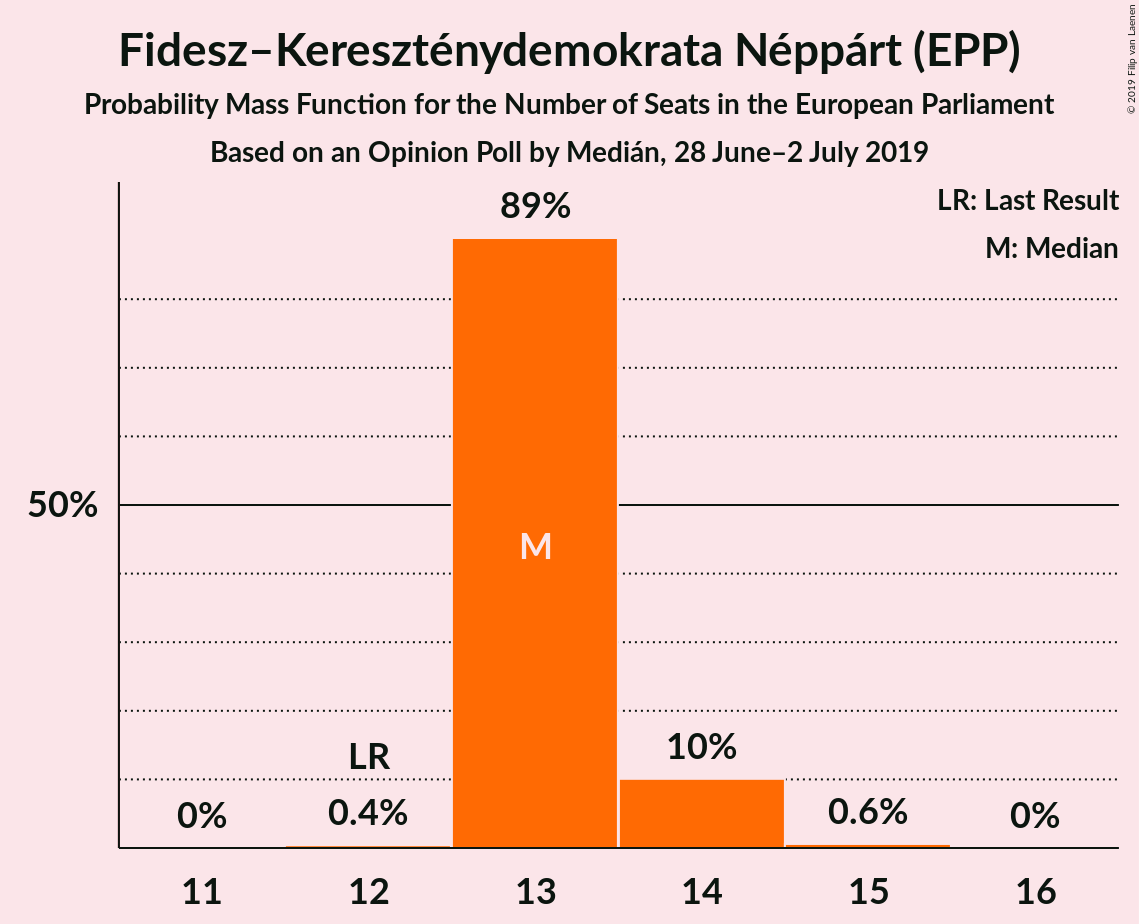 Fidesz–Kereszténydemokrata Néppárt (EPP)
Probability Mass Function for the Number of Seats in the European Parliament
Based on an Opinion Poll by Medián, 28 June–2 July 2019
© 2019 Filip van Laenen
LR: Last Result
M: Median
89%
50%
M
LR
10%
0%
0.4%
0.6%
0%
11 12 13 14 15 16